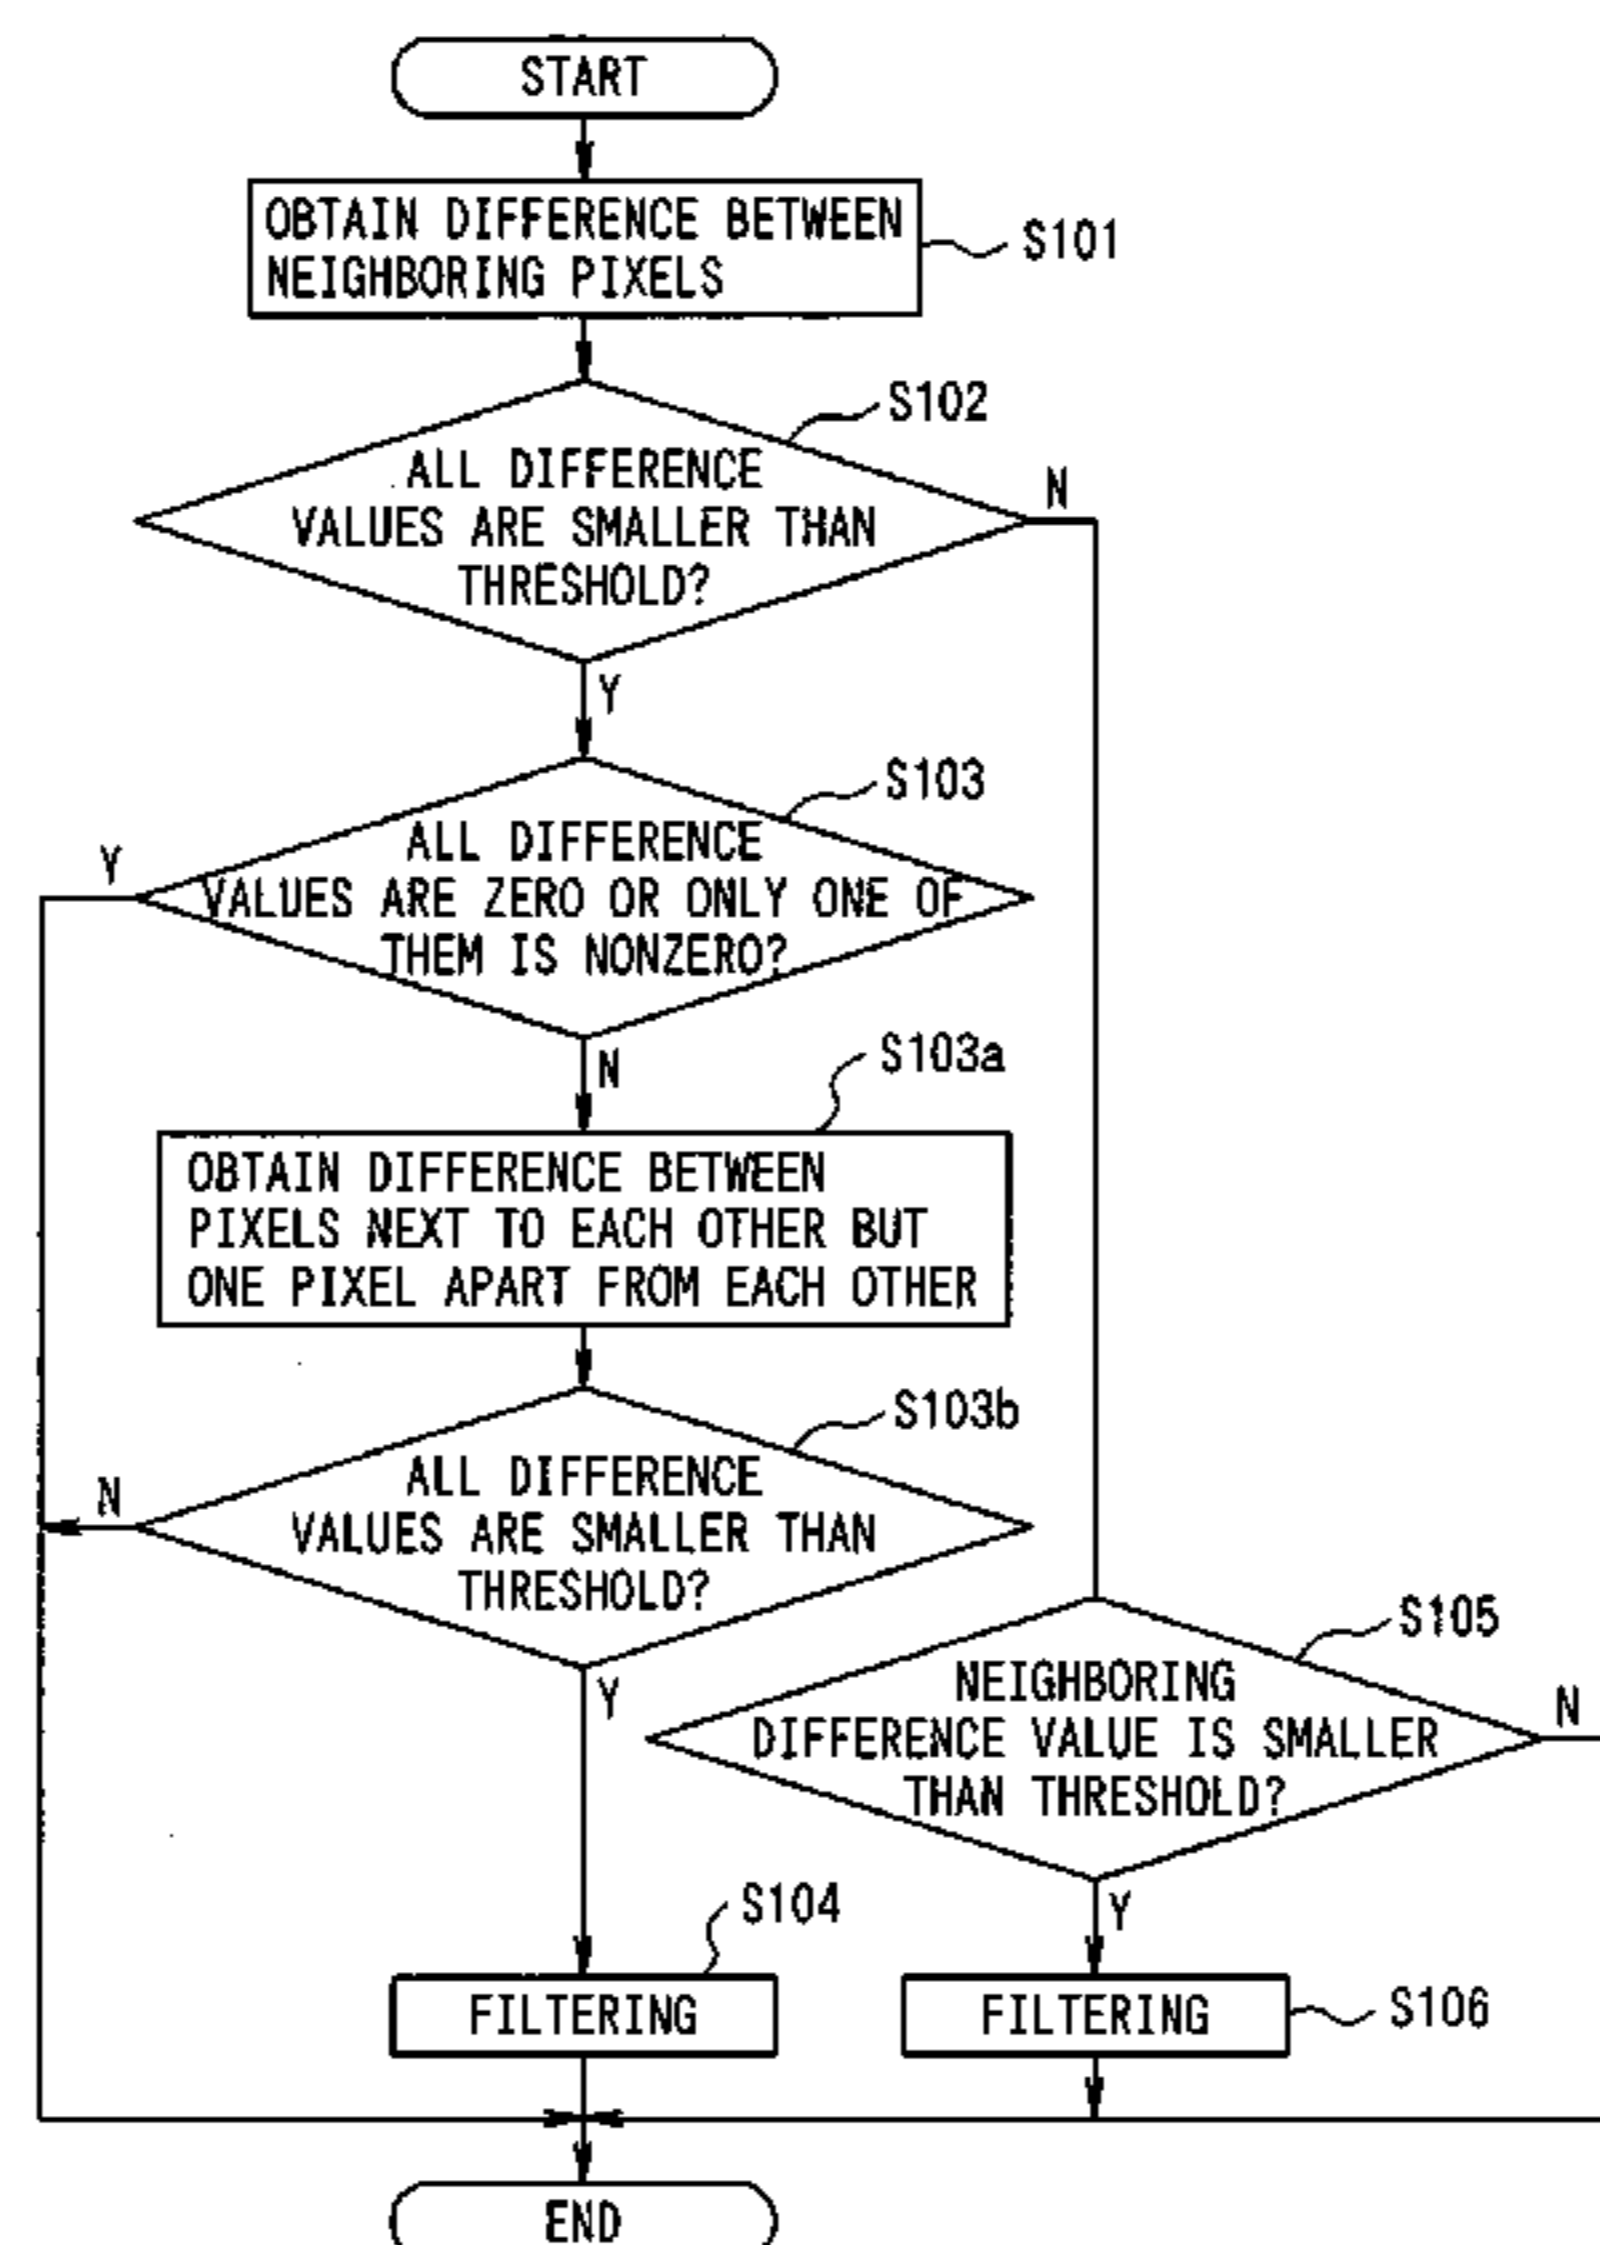 START
OBTAIN DIFFERENCE BETWEEN
NEIGHBORING PIXELS
S101
S102
ALL DIFFERENCE
VALUES ARE SMALLER THAN
THRESHOLD?
N
Y
S103
ALL DIFFERENCE
VALUES ARE ZERO OR ONLY ONE OF
THEM IS NONZERO?
Y
N
S103a
OBTAIN DIFFERENCE BETWEEN
PIXELS NEXT TO EACH OTHER BUT
ONE PIXEL APART FROM EACH OTHER
S103b
ALL DIFFERENCE
VALUES ARE SMALLER THAN
THRESHOLD?
N
Y
S105
NEIGHBORING
DIFFERENCE VALUE IS SMALLER
THAN THRESHOLD?
N
Y
S104
FILTERING
FILTERING
S106
END